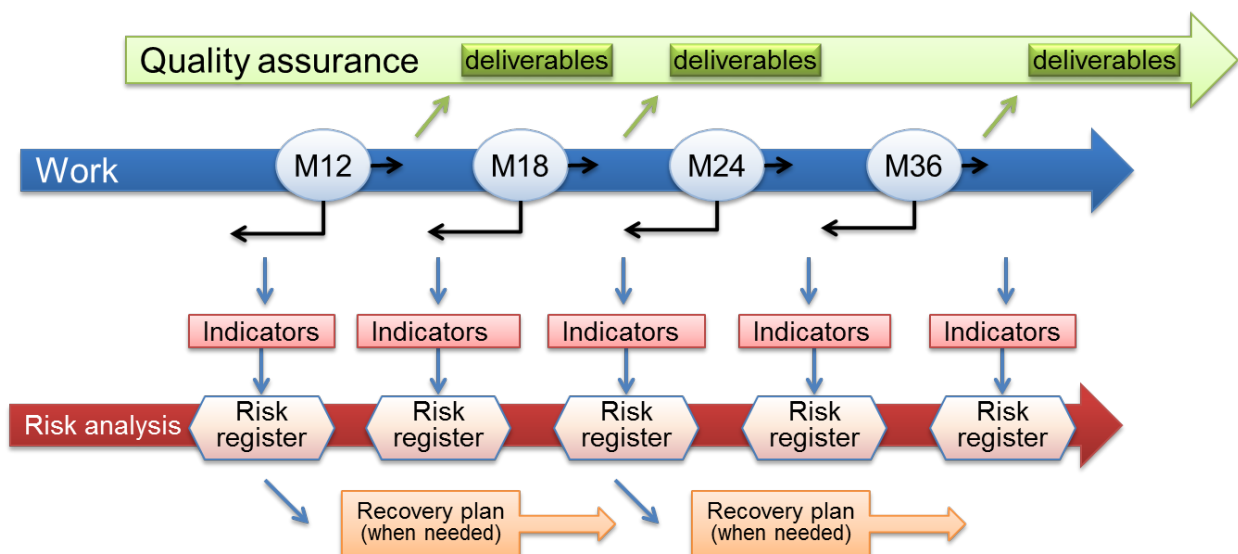 Quality assurance
deliverables
deliverables
deliverables
Work
M12
M18
M24
M36
Indicators
Indicators
Indicators
Indicators
Indicators
Risk analysis
Risk
register
Risk
register
Risk
register
Risk
register
Risk
register
Recovery plan
(when needed)
Recovery plan
(when needed)